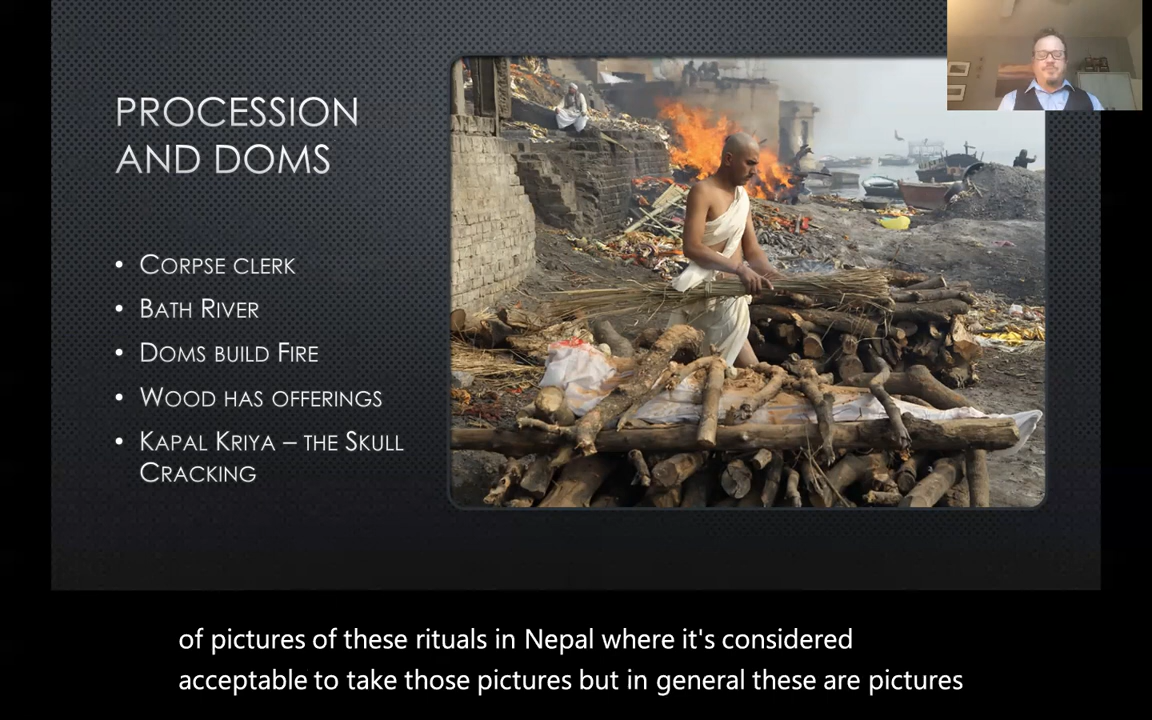 PROCESSION
AND DOMS
• CORPSE CLERK
• BATH RIVER
• DOMS BUILD FIRE
• WOOD HAS OFFERINGS
• KAPAL KRIYA – THE SKULL
CRACKING
of pictures of these rituals in Nepal where it's considered
acceptable to take those pictures but in general these are pictures